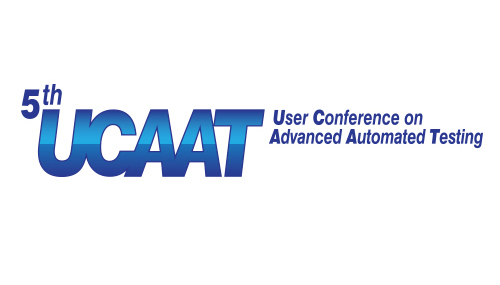 5th
UCAAT
User Conference on
Advanced Automated Testing